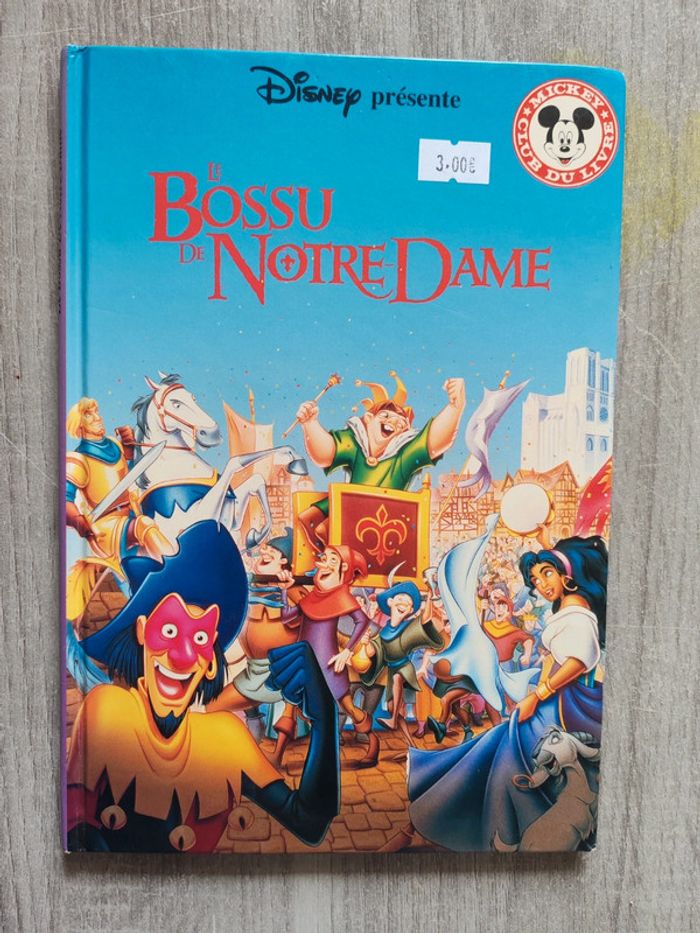 Disney présente
MICKEY
CLUB DU LIVRE
3.00€
LE
BOSSU
DE NOTRE-DAME